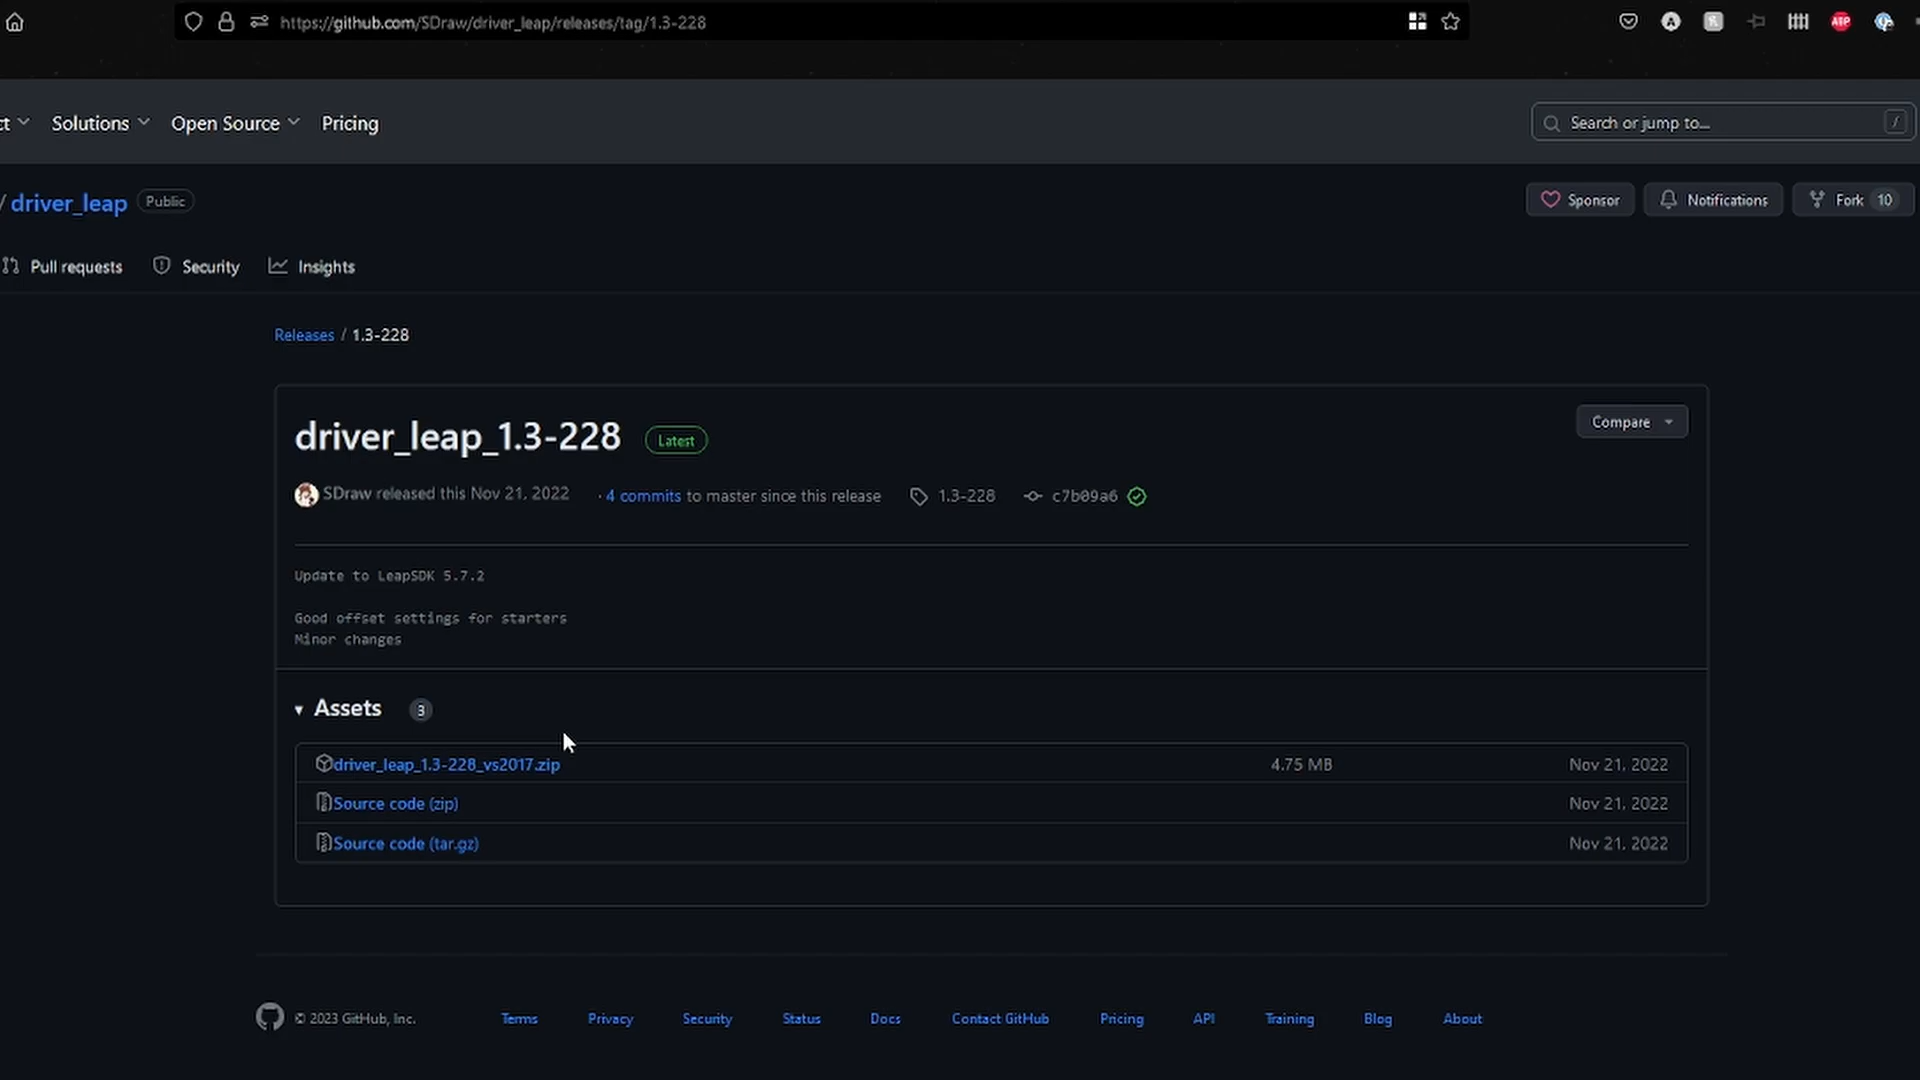 https://github.com/SDraw/driver_leap/releases/tag/1.3-228
ABP
ct Solutions Open Source Pricing
Search or jump to... /
/ driver_leap Public
Sponsor Notifications Fork 10
Pull requests Security Insights
Releases / 1.3-228
driver_leap_1.3-228 Latest
Compare
SDraw released this Nov 21, 2022 · 4 commits to master since this release 1.3-228 c7b09a6
Update to LeapSDK 5.7.2
Good offset settings for starters
Minor changes
Assets 3
driver_leap_1.3-228_vs2017.zip 4.75 MB Nov 21, 2022
Source code (zip) Nov 21, 2022
Source code (tar.gz) Nov 21, 2022
© 2023 GitHub, Inc. Terms Privacy Security Status Docs Contact GitHub Pricing API Training Blog About